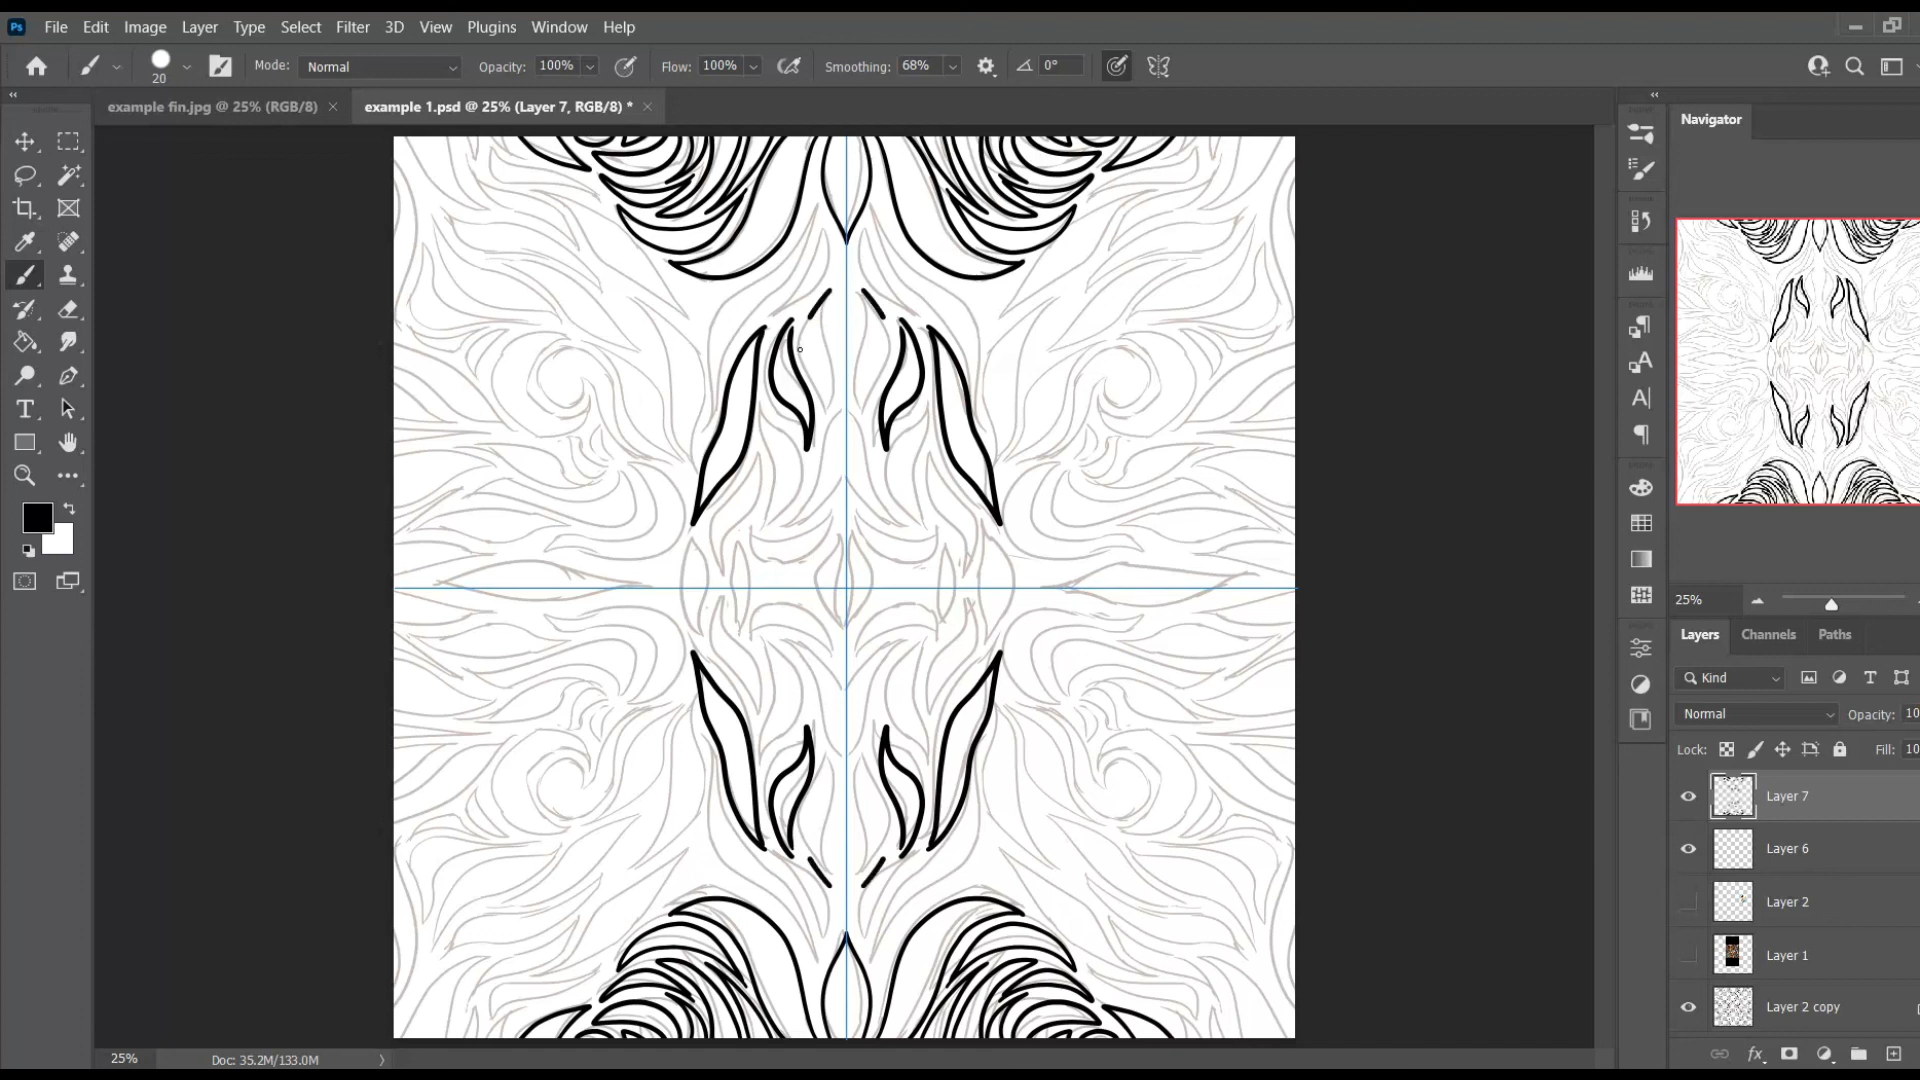 Ps File Edit Image Layer Type Select Filter 3D View Plugins Window Help
20 Mode: Normal Opacity: 100% Flow: 100% Smoothing: 68% 0°
example fin.jpg @ 25% (RGB/8) × example 1.psd @ 25% (Layer 7, RGB/8) * ×
Navigator
25%
Layers Channels Paths
Kind
Normal Opacity: 10
Lock: Fill: 10
Layer 7
Layer 6
Layer 2
Layer 1
Layer 2 copy
25% Doc: 35.2M/133.0M